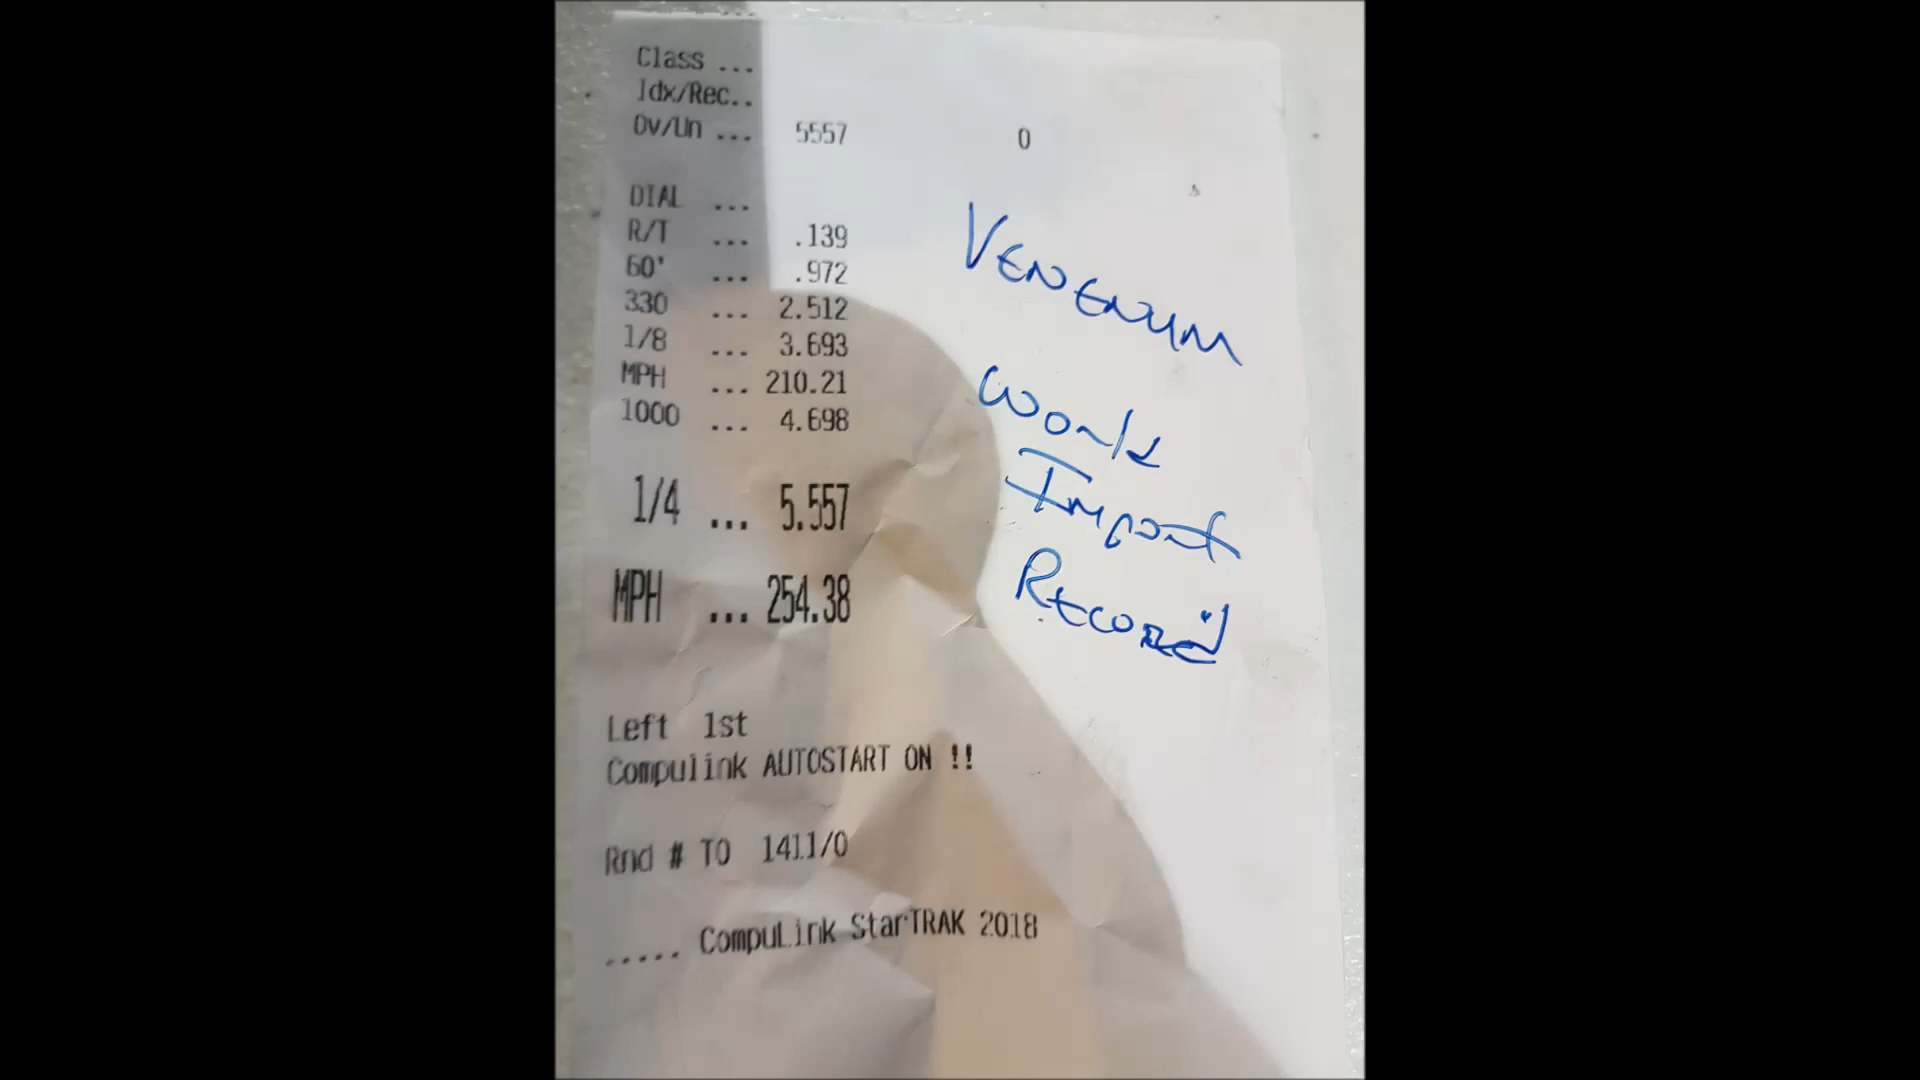 Class ...
Idx/Rec..
Ov/Un ... 5557 0
DIAL ...
R/T ... .139
60' ... .972
330 ... 2.512
1/8 ... 3.693
MPH ... 210.21
1000 ... 4.698
1/4 ... 5.557
MPH ... 254.38
VENENUM
World
Import
Record
Left 1st
Compulink AUTOSTART ON !!
Rnd # TO 1411/0
..... CompuLink StarTRAK 2018